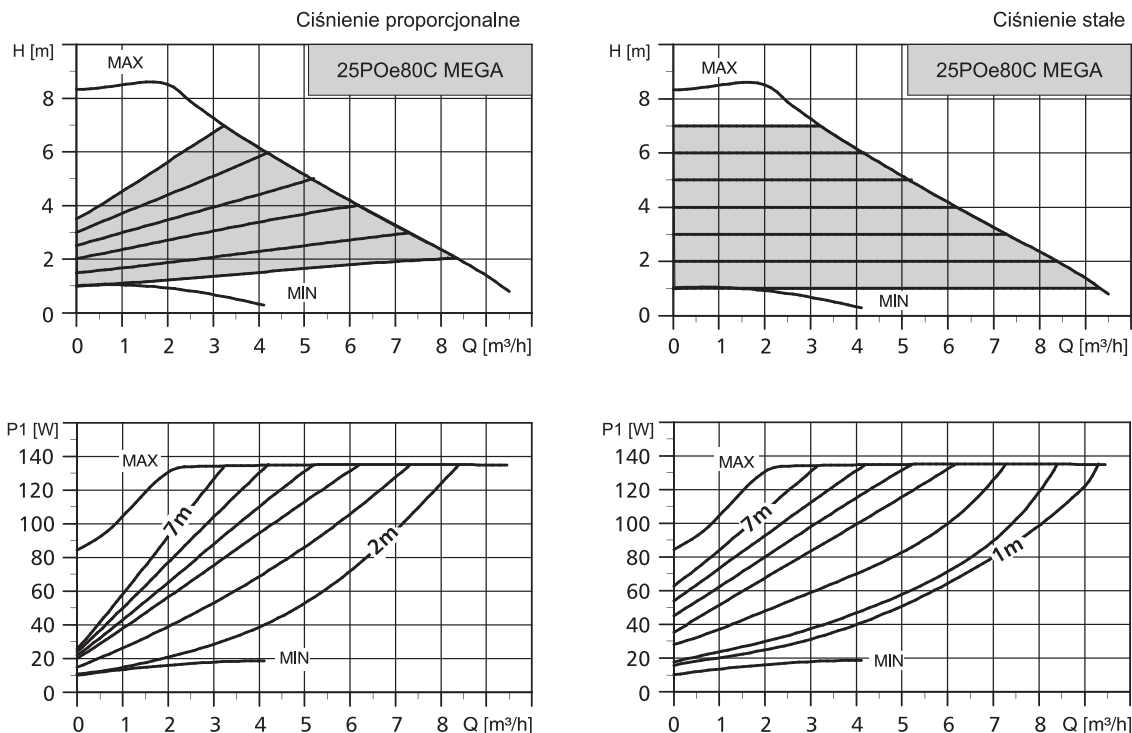 Ciśnienie proporcjonalne
H [m]
MAX
25POe80C MEGA
8
6
4
2
0
MIN
0 1 2 3 4 5 6 7 8 Q [m³/h]
Ciśnienie stałe
H [m]
MAX
25POe80C MEGA
8
6
4
2
0
MIN
0 1 2 3 4 5 6 7 8 Q [m³/h]
P1 [W]
140
MAX
120
100
7m
80
2m
60
40
20
MIN
0
0 1 2 3 4 5 6 7 8 Q [m³/h]
P1 [W]
140
MAX
120
100
7m
80
1m
60
40
20
MIN
0
0 1 2 3 4 5 6 7 8 Q [m³/h]